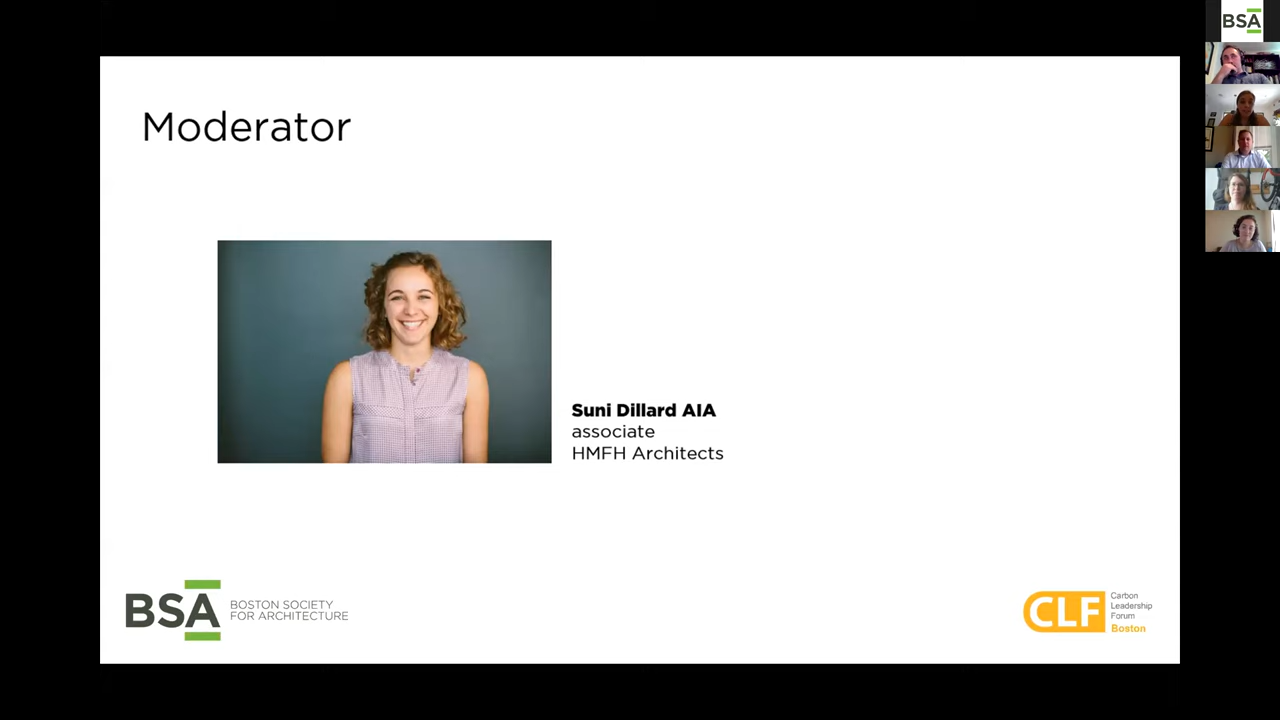 Moderator
Suni Dillard AIA
associate
HMFH Architects
BSA
BOSTON SOCIETY
FOR ARCHITECTURE
CLF
Carbon
Leadership
Forum
Boston
BSA